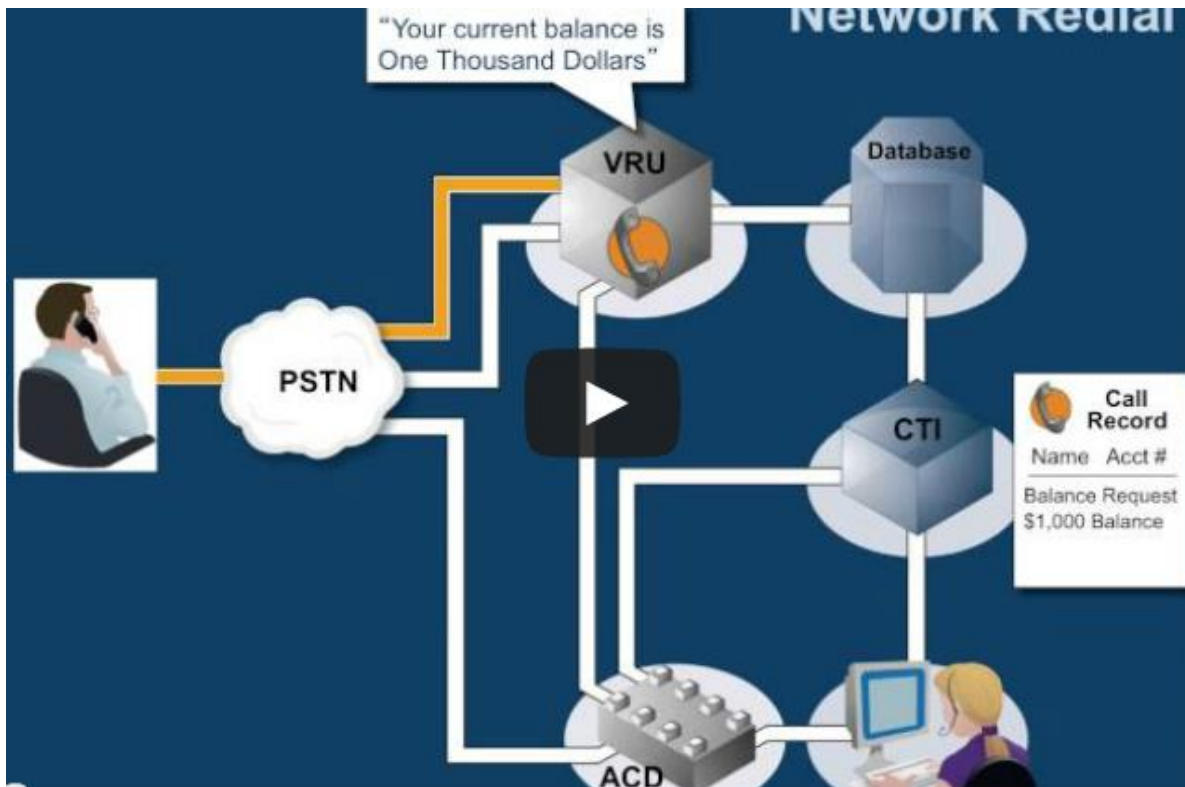 Network Redial
"Your current balance is
One Thousand Dollars"
VRU
Database
PSTN
CTI
Call
Record
Name Acct #
Balance Request
$1,000 Balance
ACD